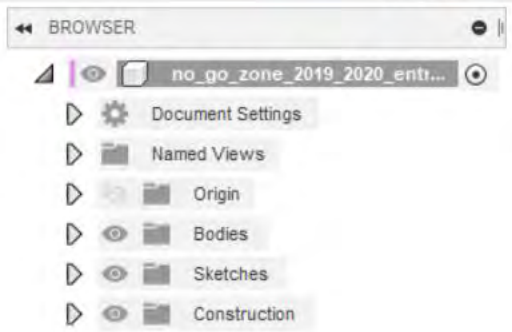 BROWSER
no_go_zone_2019_2020_entr...
Document Settings
Named Views
Origin
Bodies
Sketches
Construction